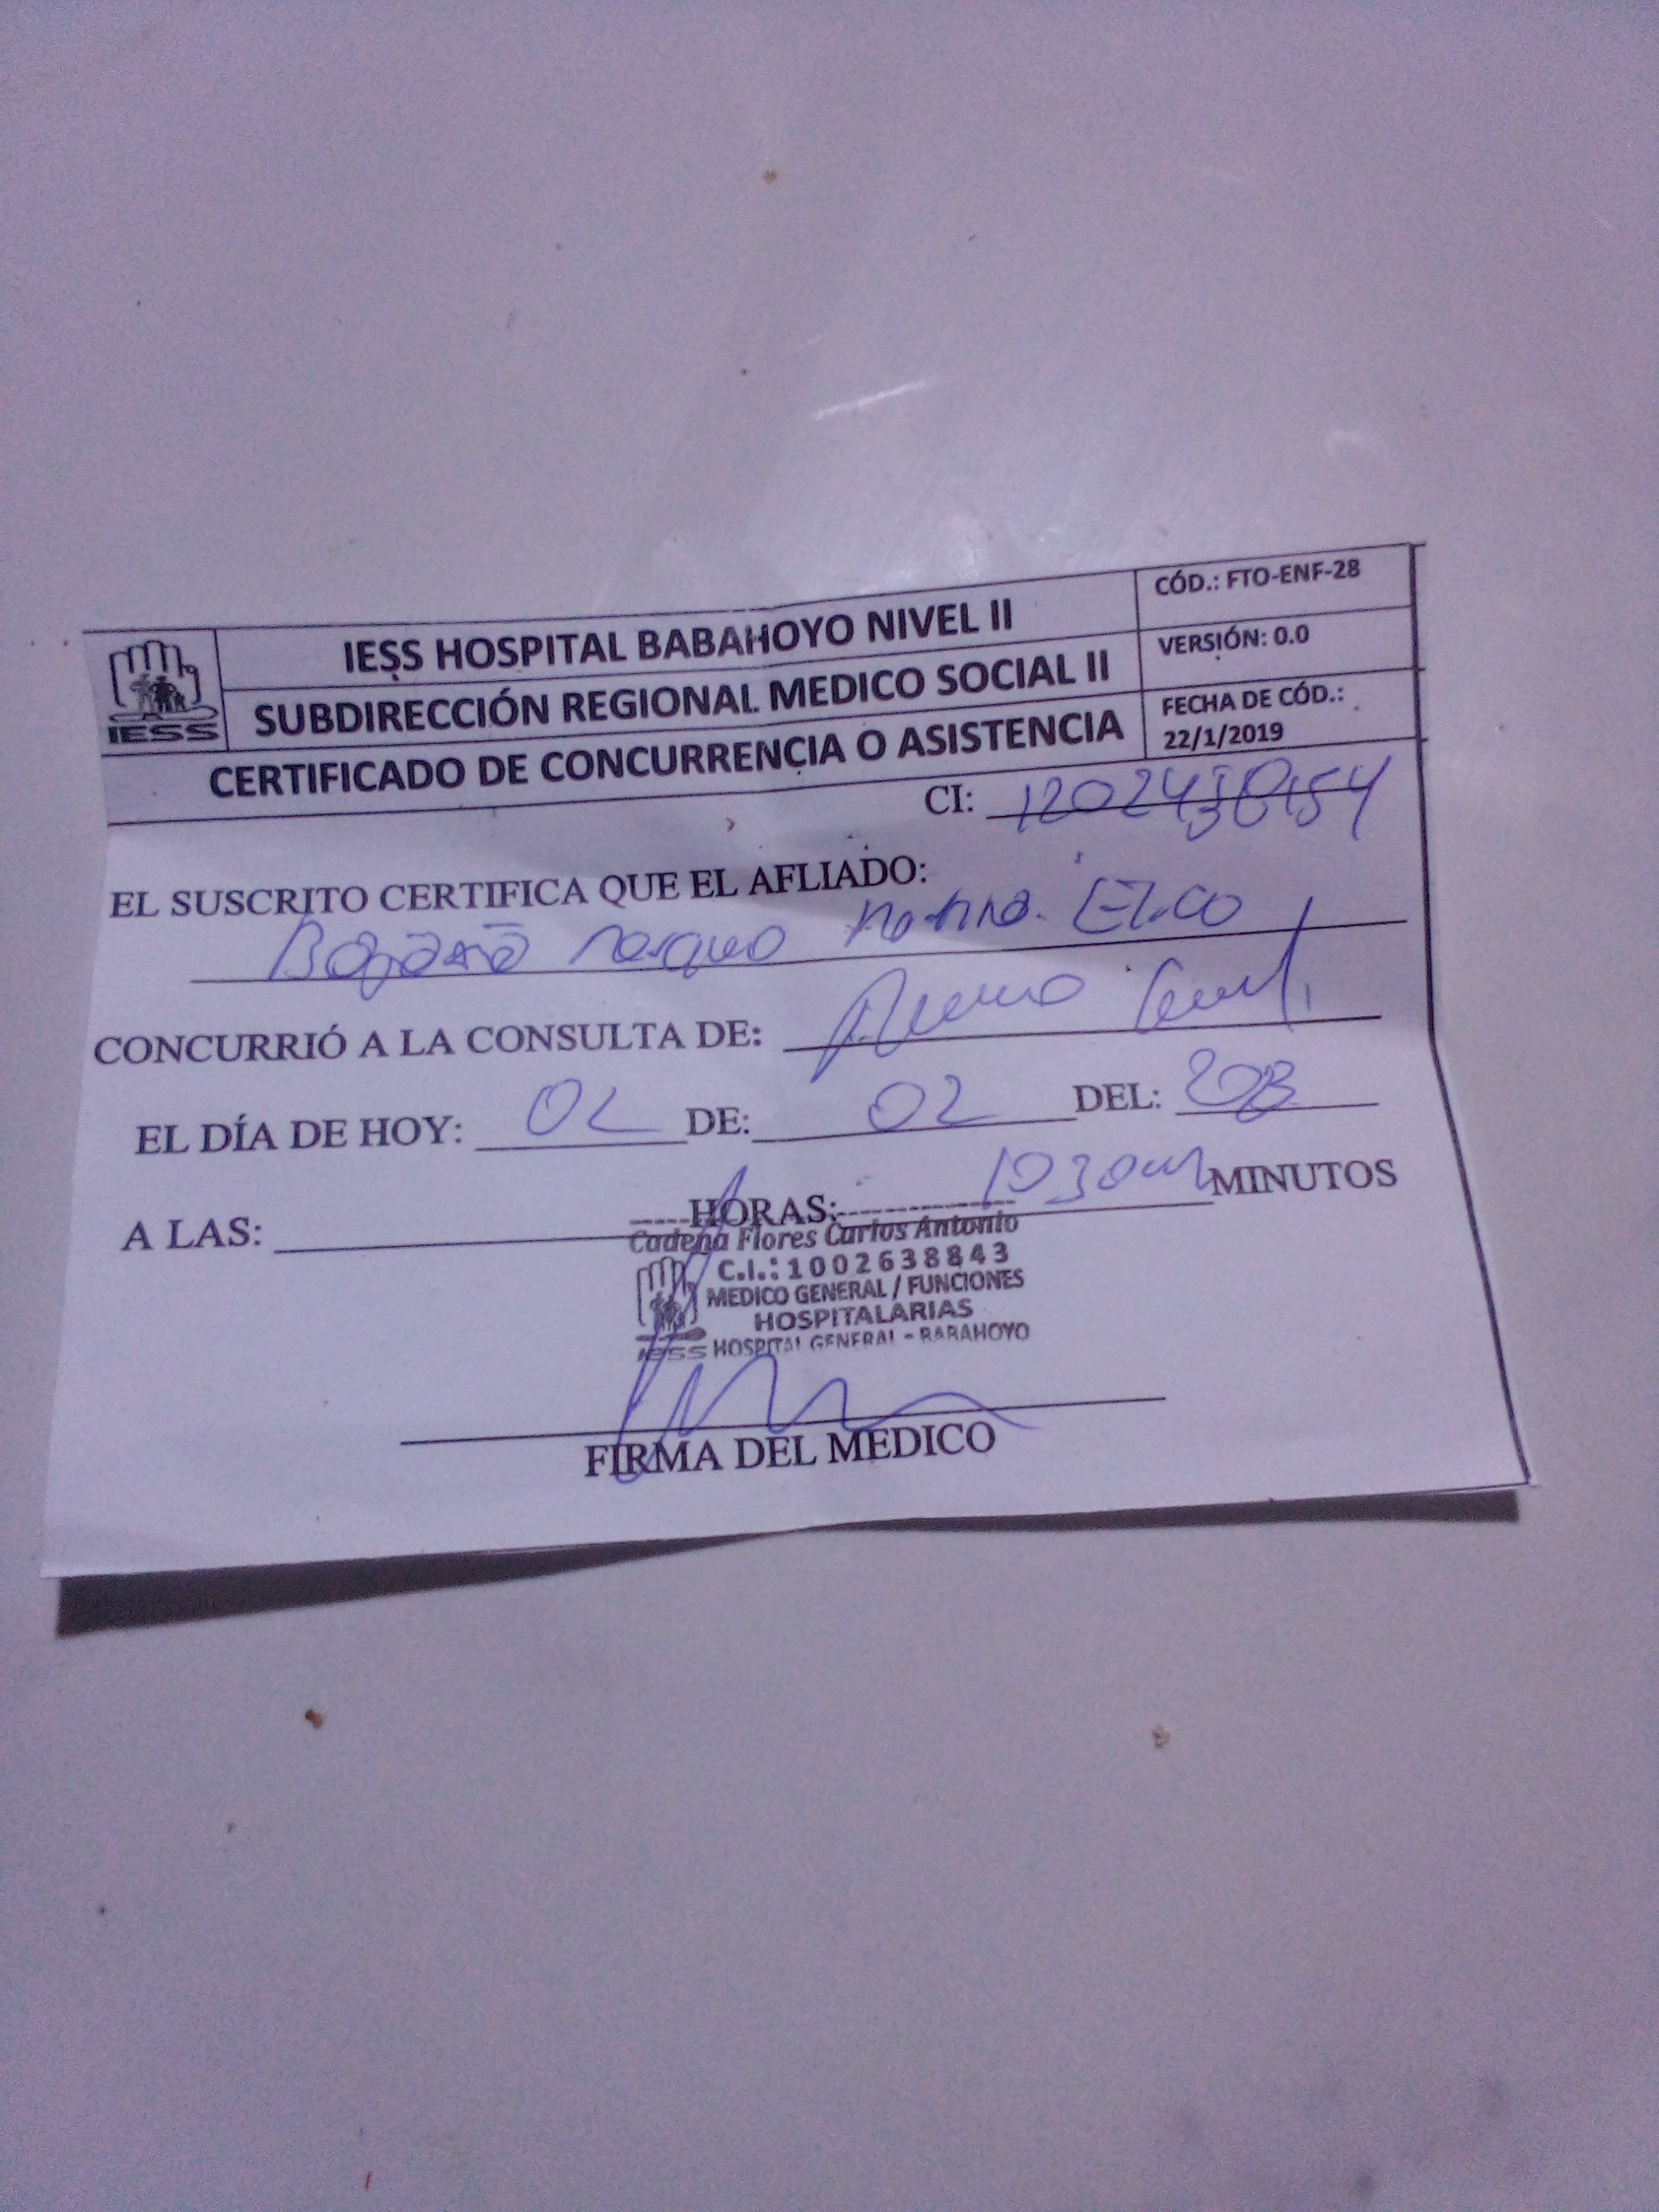 IESS HOSPITAL BABAHOYO NIVEL II
SUBDIRECCIÓN REGIONAL MEDICO SOCIAL II
CERTIFICADO DE CONCURRENCIA O ASISTENCIA
CÓD.: FTO-ENF-28
VERSIÓN: 0.0
FECHA DE CÓD.:
22/1/2019
IESS
CI:
EL SUSCRITO CERTIFICA QUE EL AFLIADO:
CONCURRIÓ A LA CONSULTA DE:
EL DÍA DE HOY: 02 DE: 02 DEL:
A LAS: HORAS: 1030am MINUTOS
Cadena Flores Carlos Antonio
C.I.: 1002638843
MEDICO GENERAL / FUNCIONES
HOSPITALARIAS
IESS HOSPITAL GENERAL - BABAHOYO
FIRMA DEL MEDICO